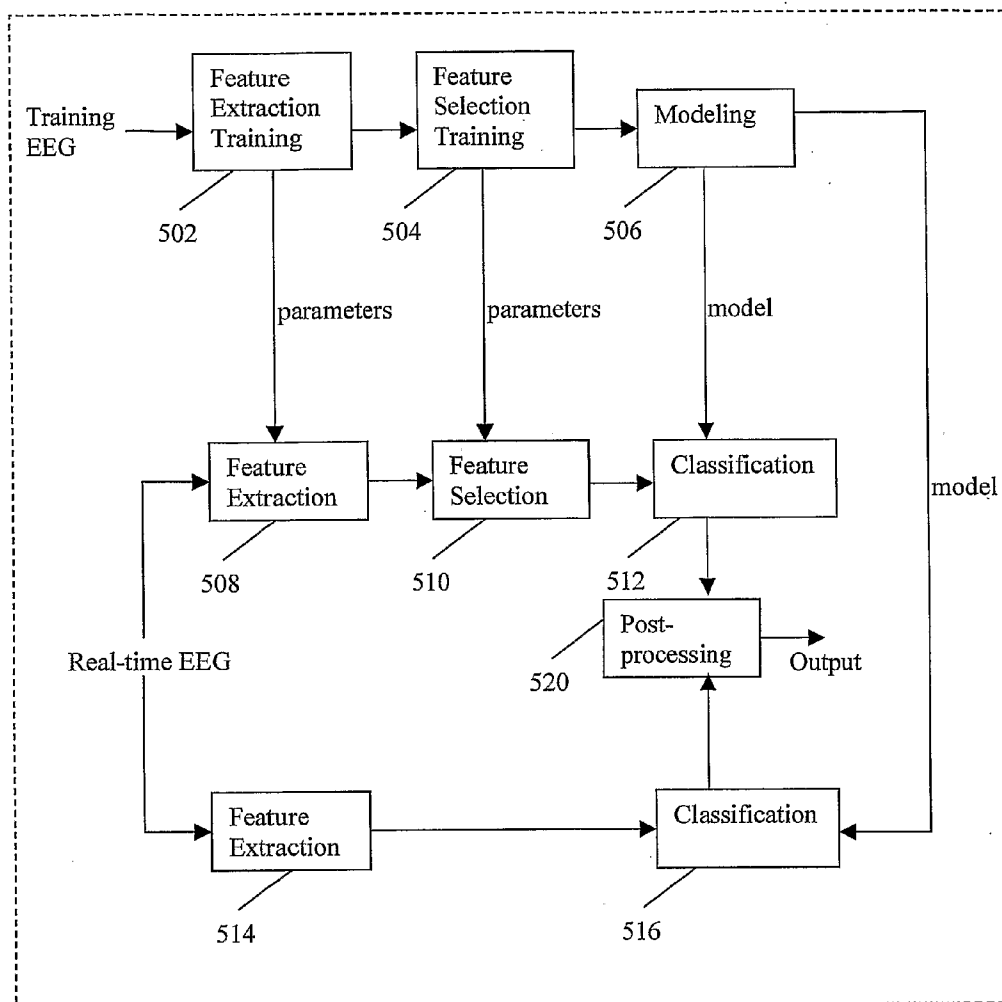 Feature
Extraction
Training
Feature
Selection
Training
Modeling
Training
EEG
502
504
506
parameters
parameters
model
Feature
Extraction
Feature
Selection
Classification
model
508
510
512
Post-
processing
Real-time EEG
520
Output
Feature
Extraction
Classification
514
516